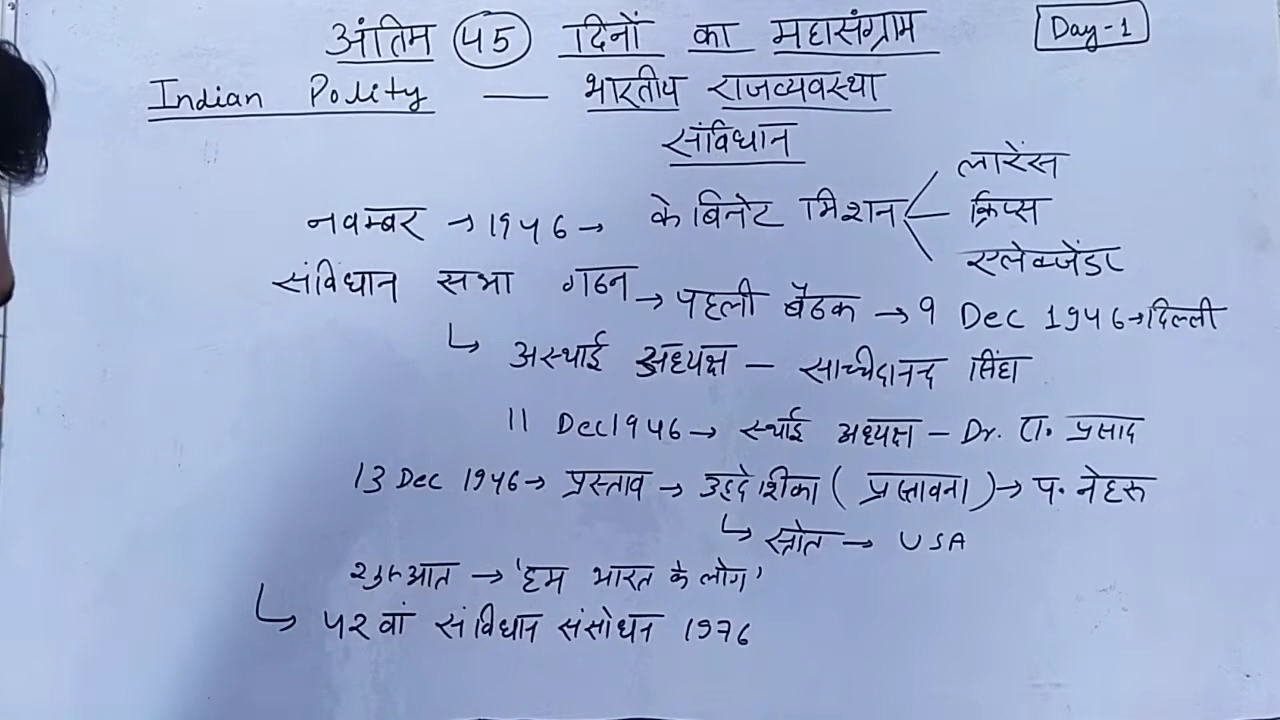 अंतिम 45 दिनों का महासंग्राम Day-1
Indian Polity — भारतीय राजव्यवस्था
संविधान
नवम्बर → 1946 → केबिनेट मिशन लारेंस
क्रिप्स
एलेक्जेंडर
संविधान सभा गठन → पहली बैठक → 9 Dec 1946 → दिल्ली
↳ अस्थाई अध्यक्ष — सच्चिदानन्द सिंहा
11 Dec 1946 → स्थाई अध्यक्ष — Dr. रा. प्रसाद
13 Dec 1946 → प्रस्ताव → उद्देशिका (प्रस्तावना) → प. नेहरू
↳ स्त्रोत → USA
शुरुआत → 'हम भारत के लोग'
↳ 42 वां संविधान संसोधन 1976